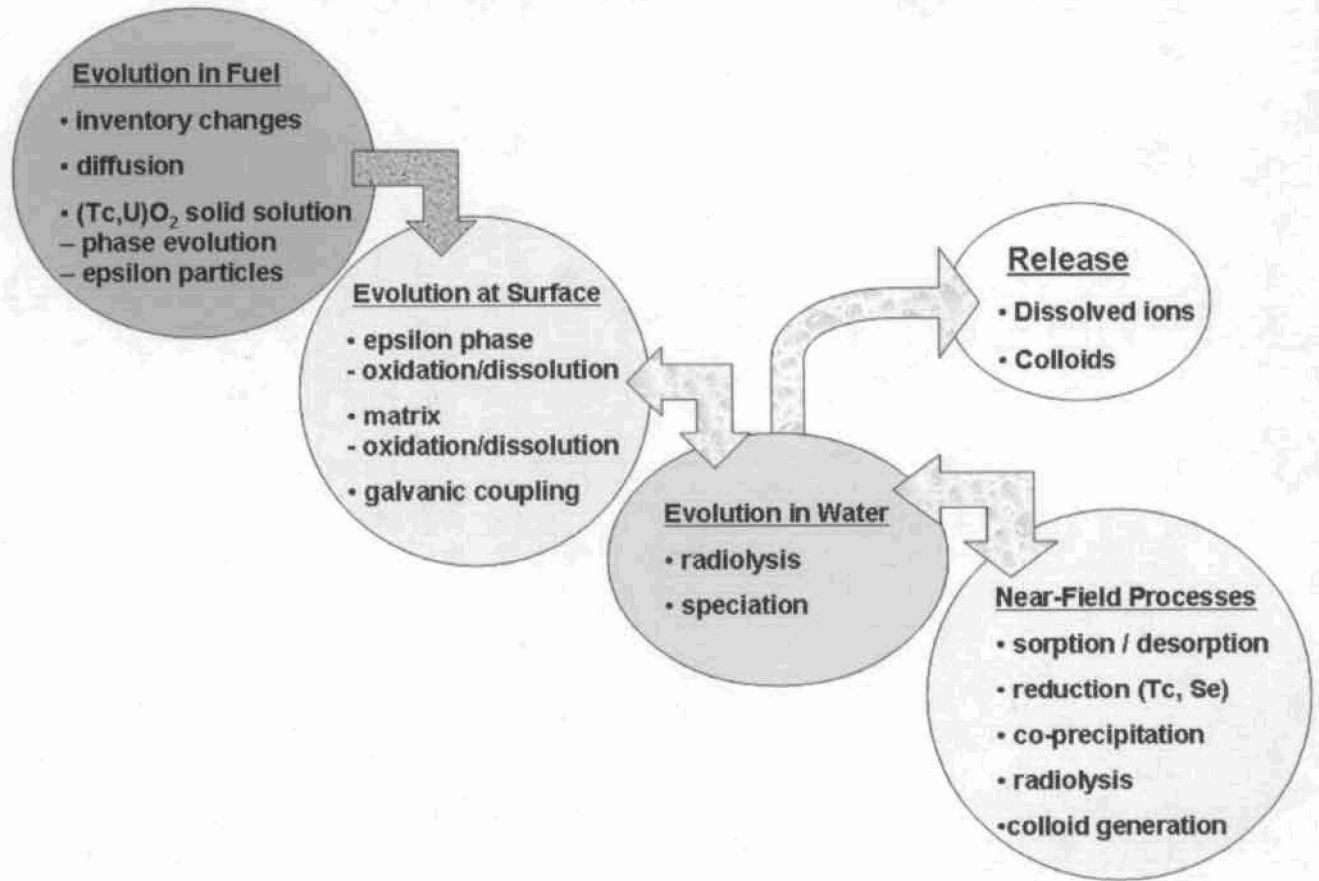 Evolution in Fuel
• inventory changes
• diffusion
• (Tc,U)O₂ solid solution
– phase evolution
– epsilon particles
Evolution at Surface
• epsilon phase
- oxidation/dissolution
• matrix
- oxidation/dissolution
• galvanic coupling
Release
• Dissolved ions
• Colloids
Evolution in Water
• radiolysis
• speciation
Near-Field Processes
• sorption / desorption
• reduction (Tc, Se)
• co-precipitation
• radiolysis
•colloid generation